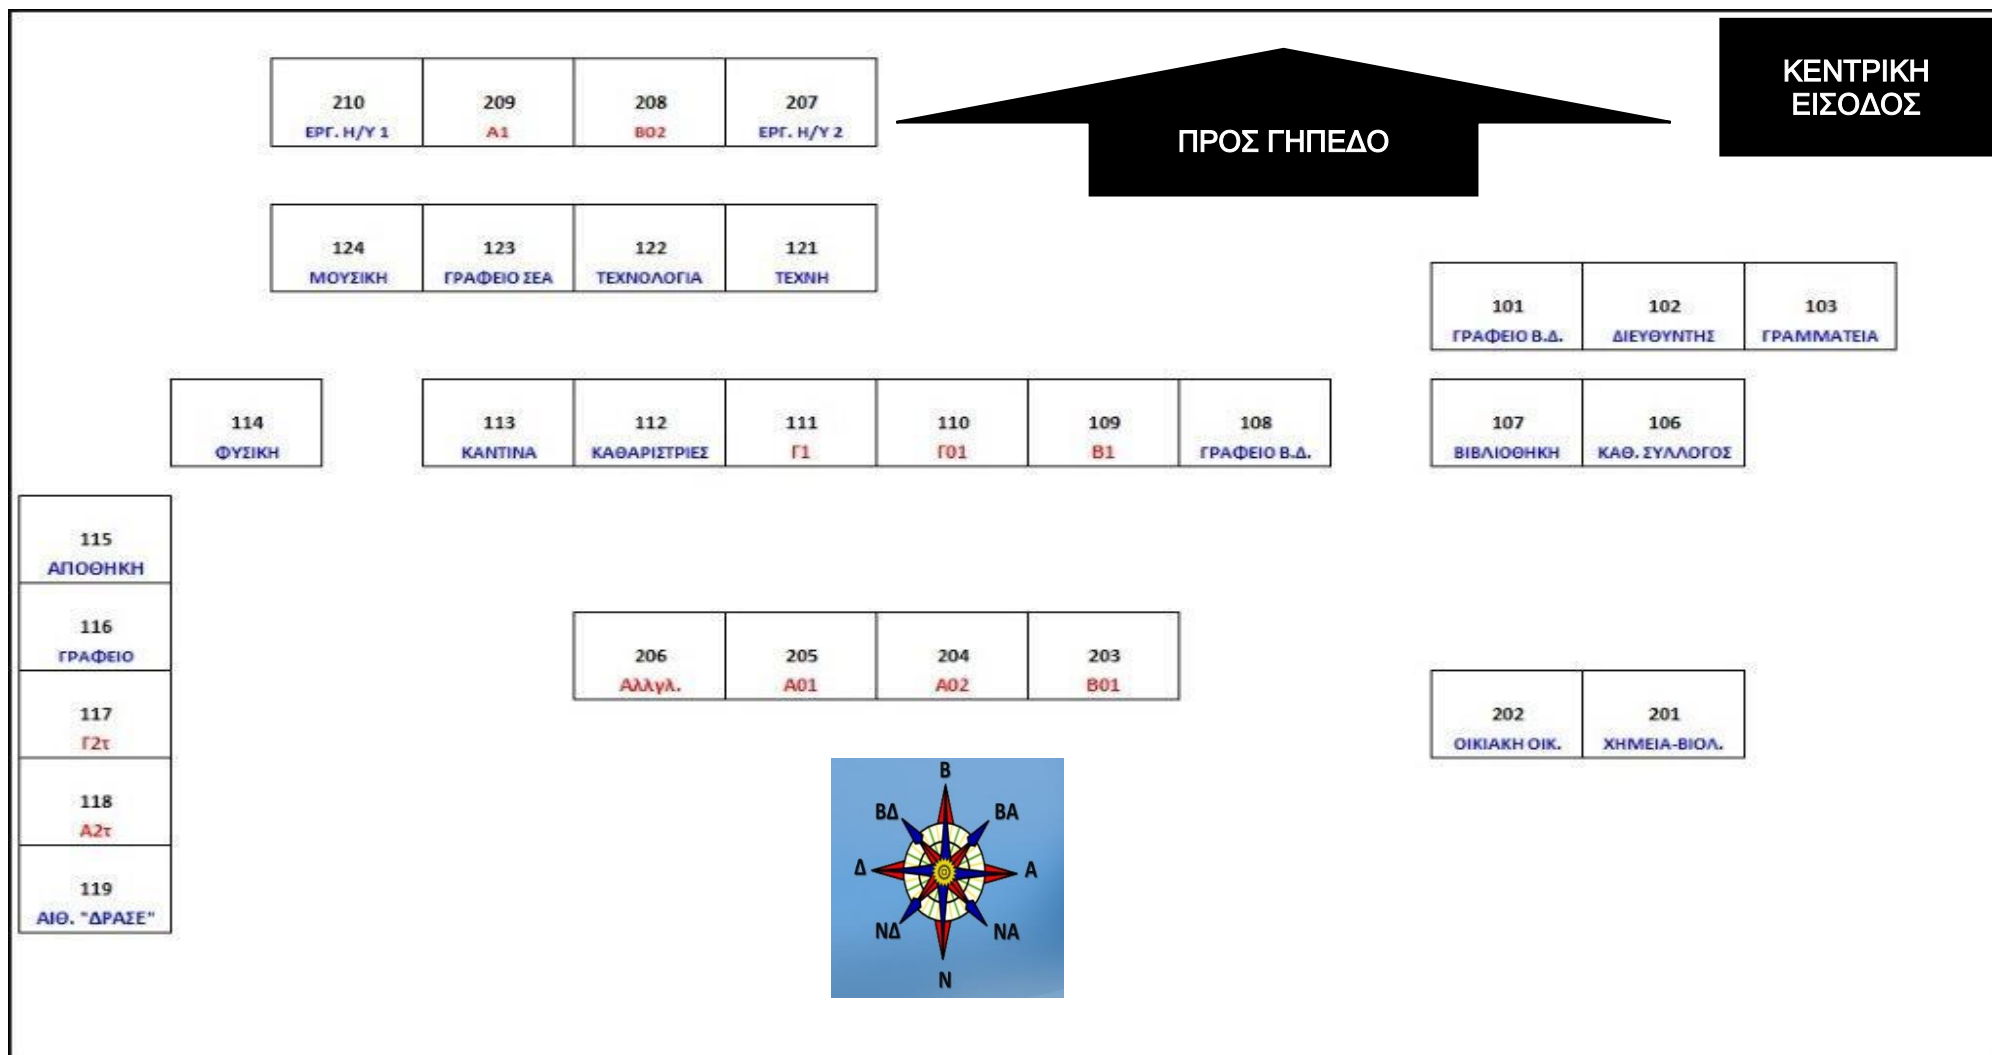 ΚΕΝΤΡΙΚΗ
ΕΙΣΟΔΟΣ
ΠΡΟΣ ΓΗΠΕΔΟ
210 209 208 207
ΕΡΓ. Η/Υ 1 Α1 Β02 ΕΡΓ. Η/Υ 2
124 123 122 121
ΜΟΥΣΙΚΗ ΓΡΑΦΕΙΟ ΣΕΑ ΤΕΧΝΟΛΟΓΙΑ ΤΕΧΝΗ
101 102 103
ΓΡΑΦΕΙΟ Β.Δ. ΔΙΕΥΘΥΝΤΗΣ ΓΡΑΜΜΑΤΕΙΑ
114 113 112 111 110 109 108 107 106
ΦΥΣΙΚΗ ΚΑΝΤΙΝΑ ΚΑΘΑΡΙΣΤΡΙΕΣ Γ1 Γ01 Β1 ΓΡΑΦΕΙΟ Β.Δ. ΒΙΒΛΙΟΘΗΚΗ ΚΑΘ. ΣΥΛΛΟΓΟΣ
115
ΑΠΟΘΗΚΗ
116
ΓΡΑΦΕΙΟ
117
Γ2τ
118
Α2τ
119
ΑΙΘ. "ΔΡΑΣΕ"
206 205 204 203
Αλλγλ. Α01 Α02 Β01
202 201
ΟΙΚΙΑΚΗ ΟΙΚ. ΧΗΜΕΙΑ-ΒΙΟΛ.
Β
ΒΔ ΒΑ
Δ Α
ΝΔ ΝΑ
Ν